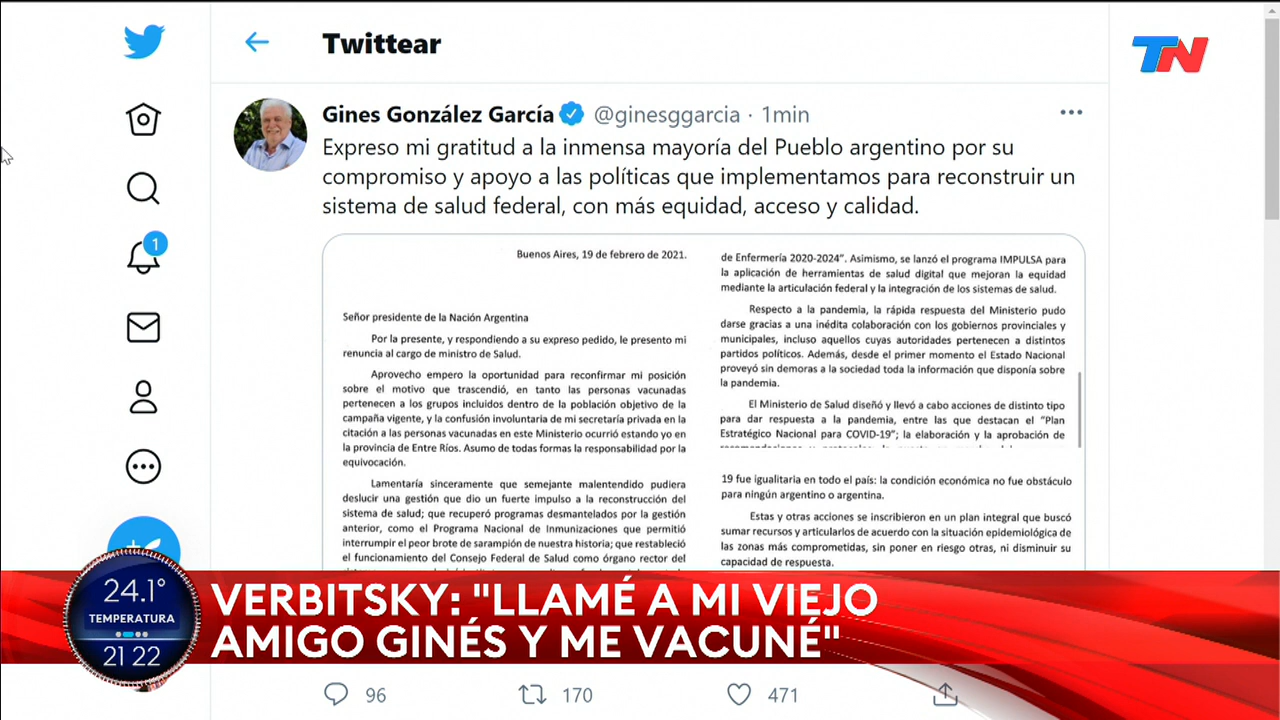 Twittear
TN
Gines González García @ginesggarcia · 1min
Expreso mi gratitud a la inmensa mayoría del Pueblo argentino por su
compromiso y apoyo a las políticas que implementamos para reconstruir un
sistema de salud federal, con más equidad, acceso y calidad.
1
Buenos Aires, 19 de febrero de 2021.
Señor presidente de la Nación Argentina
Por la presente, y respondiendo a su expreso pedido, le presento mi
renuncia al cargo de ministro de Salud.
Aprovecho empero la oportunidad para reconfirmar mi posición
sobre el motivo que trascendió, en tanto las personas vacunadas
pertenecen a los grupos incluidos dentro de la población objetivo de la
campaña vigente, y la confusión involuntaria de mi secretaría privada en la
citación a las personas vacunadas en este Ministerio ocurrió estando yo en
la provincia de Entre Ríos. Asumo de todas formas la responsabilidad por la
equivocación.
Lamentaría sinceramente que semejante malentendido pudiera
deslucir una gestión que dio un fuerte impulso a la reconstrucción del
sistema de salud; que recuperó programas desmantelados por la gestión
anterior, como el Programa Nacional de Inmunizaciones que permitió
interrumpir el peor brote de sarampión de nuestra historia; que restableció
el funcionamiento del Consejo Federal de Salud como órgano rector del
de Enfermería 2020-2024". Asimismo, se lanzó el programa IMPULSA para
la aplicación de herramientas de salud digital que mejoran la equidad
mediante la articulación federal y la integración de los sistemas de salud.
Respecto a la pandemia, la rápida respuesta del Ministerio pudo
darse gracias a una inédita colaboración con los gobiernos provinciales y
municipales, incluso aquellos cuyas autoridades pertenecen a distintos
partidos políticos. Además, desde el primer momento el Estado Nacional
proveyó sin demoras a la sociedad toda la información que disponía sobre
la pandemia.
El Ministerio de Salud diseñó y llevó a cabo acciones de distinto tipo
para dar respuesta a la pandemia, entre las que destacan el "Plan
Estratégico Nacional para COVID-19"; la elaboración y la aprobación de
19 fue igualitaria en todo el país: la condición económica no fue obstáculo
para ningún argentino o argentina.
Estas y otras acciones se inscribieron en un plan integral que buscó
sumar recursos y articularlos de acuerdo con la situación epidemiológica de
las zonas más comprometidas, sin poner en riesgo otras, ni disminuir su
capacidad de respuesta.
24.1°
TEMPERATURA
21 22
VERBITSKY: "LLAMÉ A MI VIEJO
AMIGO GINÉS Y ME VACUNÉ"
96 170 471